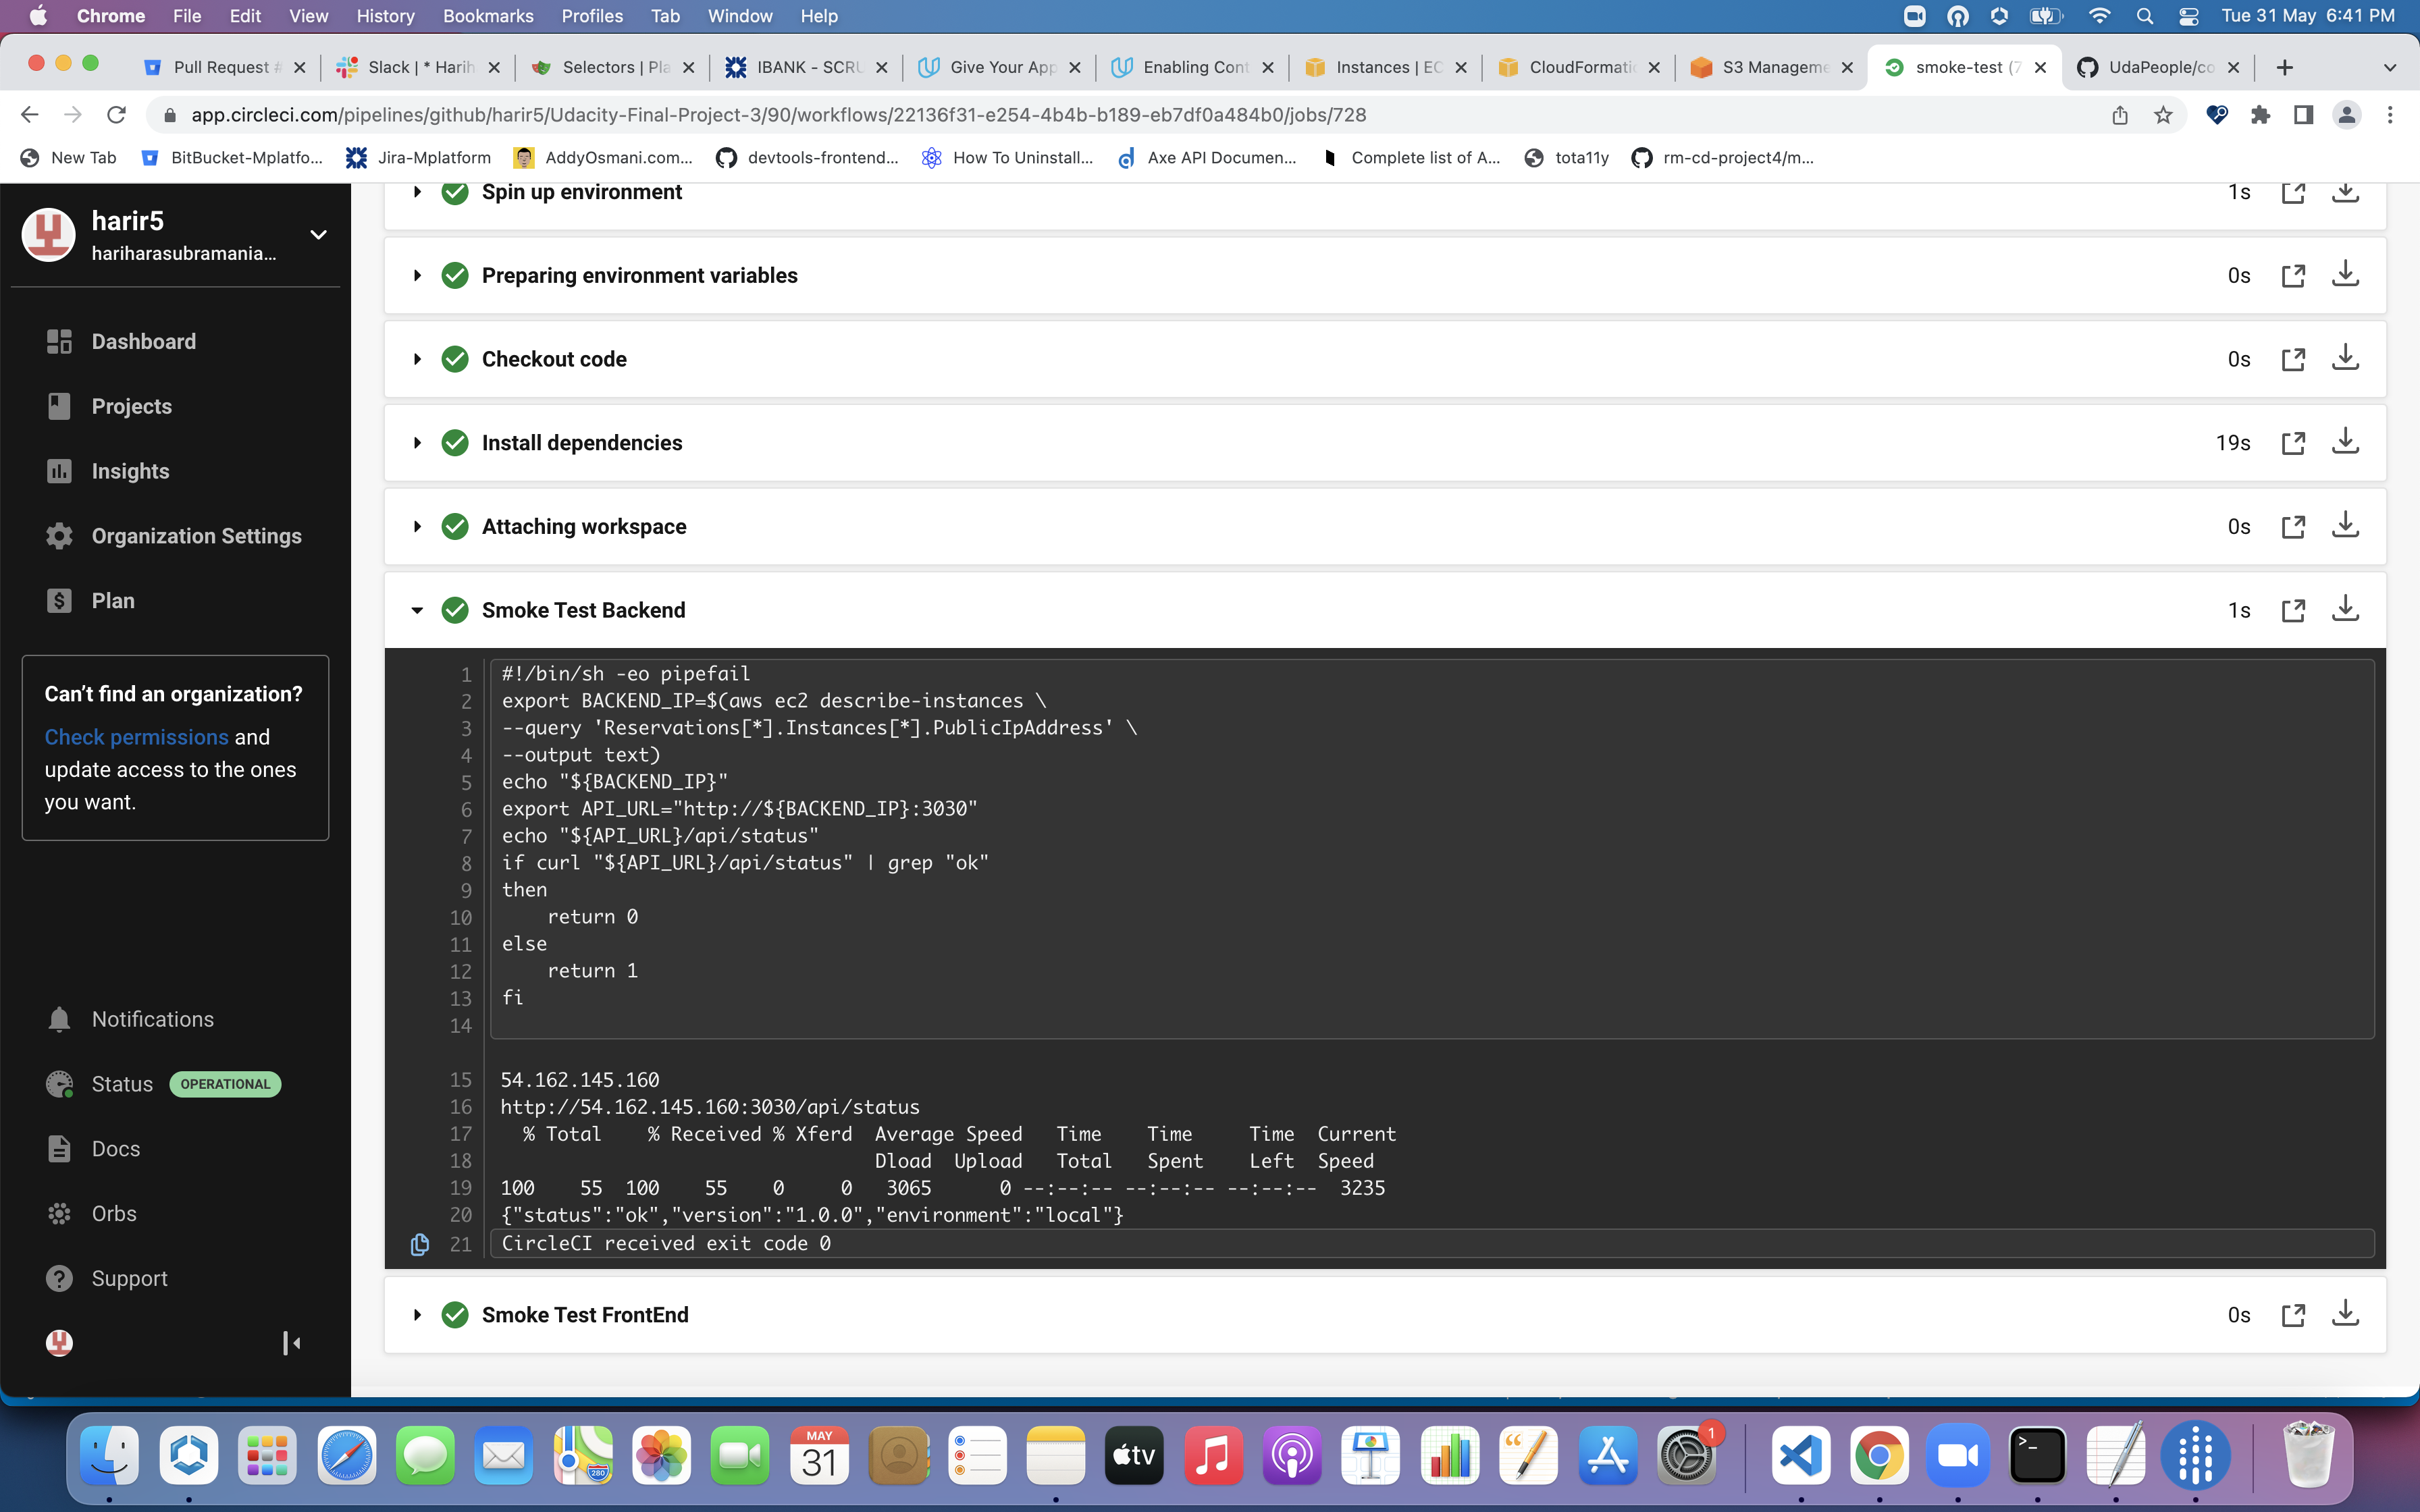 Chrome File Edit View History Bookmarks Profiles Tab Window Help Tue 31 May 6:41 PM
Pull Request # Slack | * Harih Selectors | Pla IBANK - SCRU Give Your App Enabling Cont Instances | EC CloudFormatic S3 Manageme smoke-test (7 UdaPeople/co
app.circleci.com/pipelines/github/harir5/Udacity-Final-Project-3/90/workflows/22136f31-e254-4b4b-b189-eb7df0a484b0/jobs/728
New Tab BitBucket-Mplatfo... Jira-Mplatform AddyOsmani.com... devtools-frontend... How To Uninstall... Axe API Documen... Complete list of A... tota11y rm-cd-project4/m...
harir5
hariharasubramania...
Dashboard
Projects
Insights
Organization Settings
Plan
Can't find an organization?
Check permissions and
update access to the ones
you want.
Notifications
Status OPERATIONAL
Docs
Orbs
Support
Spin up environment 1s
Preparing environment variables 0s
Checkout code 0s
Install dependencies 19s
Attaching workspace 0s
Smoke Test Backend 1s
1 #!/bin/sh -eo pipefail
2 export BACKEND_IP=$(aws ec2 describe-instances \
3 --query 'Reservations[*].Instances[*].PublicIpAddress' \
4 --output text)
5 echo "${BACKEND_IP}"
6 export API_URL="http://${BACKEND_IP}:3030"
7 echo "${API_URL}/api/status"
8 if curl "${API_URL}/api/status" | grep "ok"
9 then
10 return 0
11 else
12 return 1
13 fi
14
15 54.162.145.160
16 http://54.162.145.160:3030/api/status
17 % Total % Received % Xferd Average Speed Time Time Time Current
18 Dload Upload Total Spent Left Speed
19 100 55 100 55 0 0 3065 0 --:--:-- --:--:-- --:--:-- 3235
20 {"status":"ok","version":"1.0.0","environment":"local"}
21 CircleCI received exit code 0
Smoke Test FrontEnd 0s
MAY
31
280
tv
1